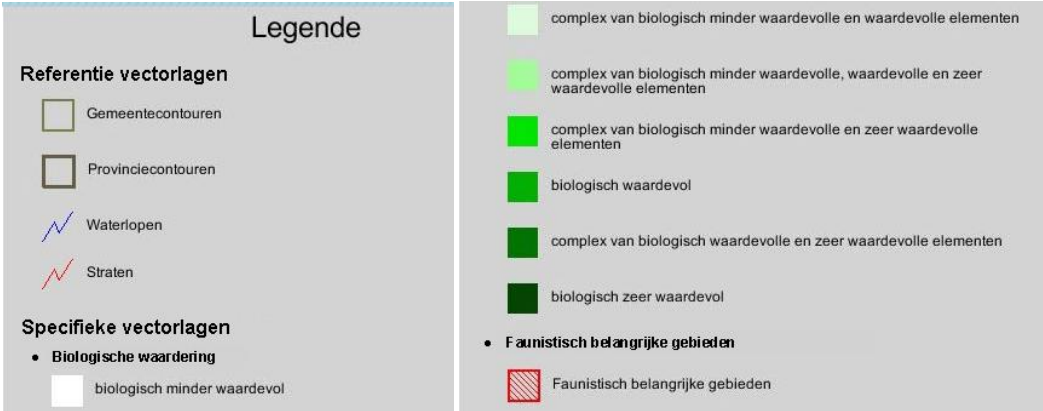 Legende
Referentie vectorlagen
Gemeentecontouren
Provinciecontouren
Waterlopen
Straten
Specifieke vectorlagen
• Biologische waardering
biologisch minder waardevol
complex van biologisch minder waardevolle en waardevolle elementen
complex van biologisch minder waardevolle, waardevolle en zeer
waardevolle elementen
complex van biologisch minder waardevolle en zeer waardevolle
elementen
biologisch waardevol
complex van biologisch waardevolle en zeer waardevolle elementen
biologisch zeer waardevol
• Faunistisch belangrijke gebieden
Faunistisch belangrijke gebieden